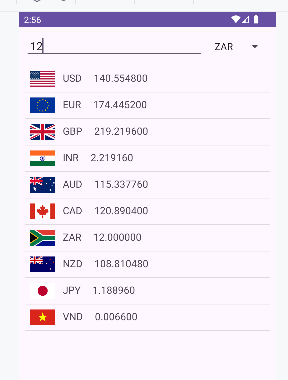 2:56
12 ZAR
USD 140.554800
EUR 174.445200
GBP 219.219600
INR 2.219160
AUD 115.337760
CAD 120.890400
ZAR 12.000000
NZD 108.810480
JPY 1.188960
VND 0.006600